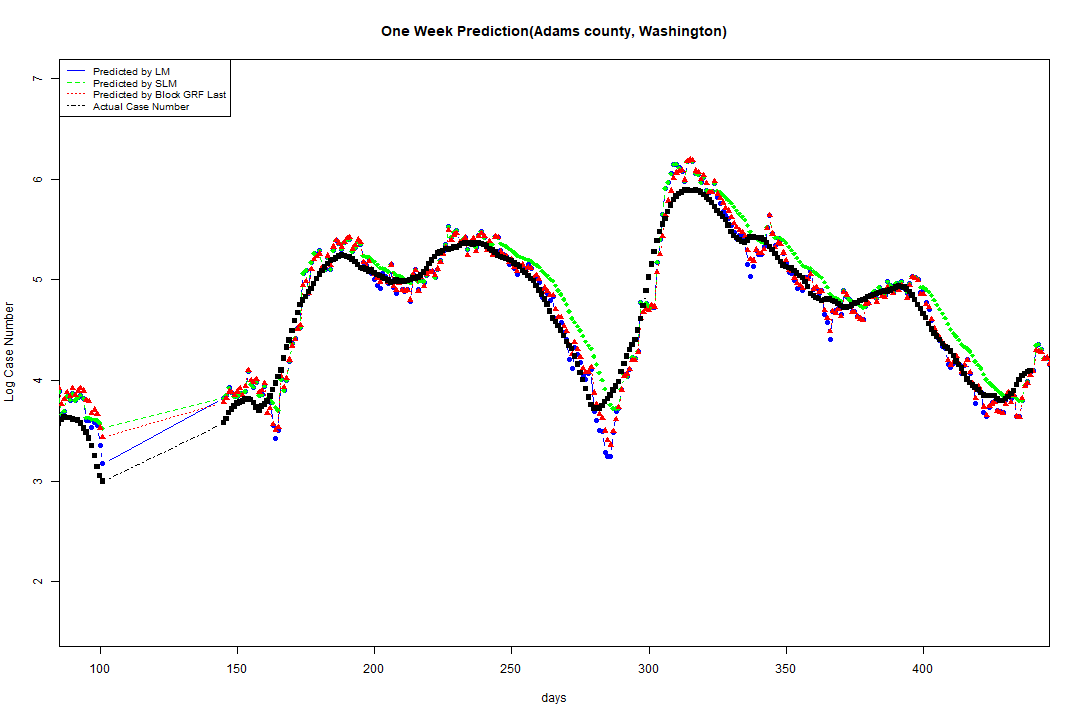 One Week Prediction(Adams county, Washington)
Predicted by LM
Predicted by SLM
Predicted by Block GRF Last
Actual Case Number
7
6
5
4
3
2
Log Case Number
100 150 200 250 300 350 400
days